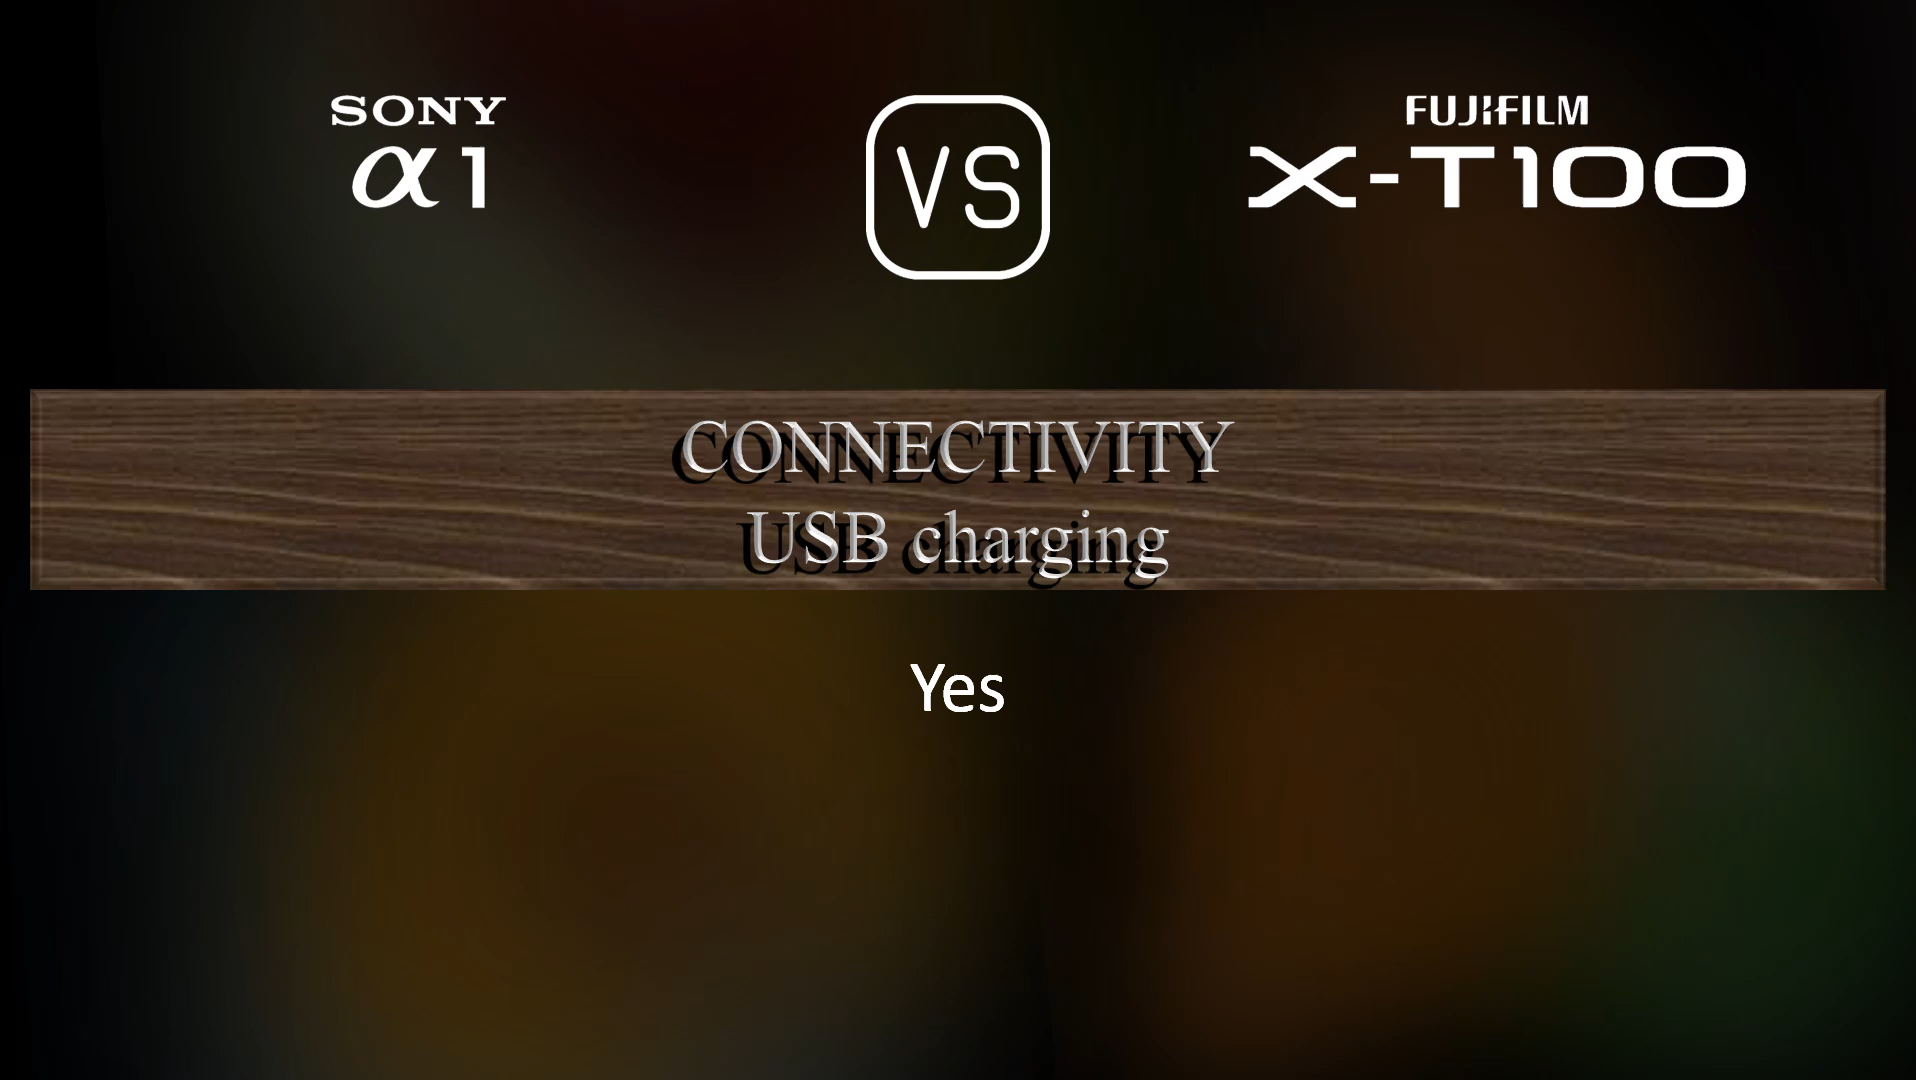 SONY
α1
VS
FUJIFILM
X-T100
CONNECTIVITY
USB charging
Yes